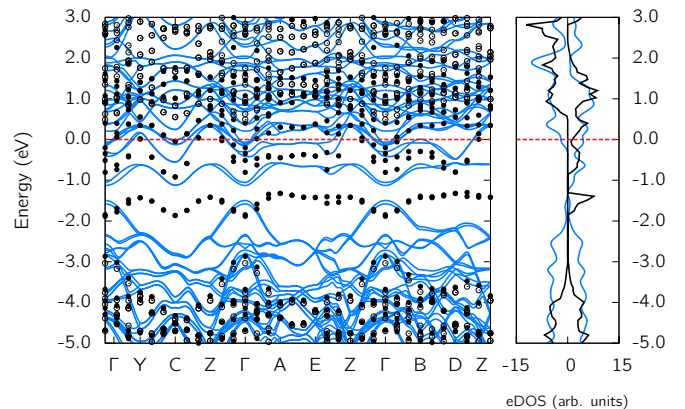 3.0 3.0
2.0 2.0
1.0 1.0
0.0 0.0
-1.0 -1.0
-2.0 -2.0
-3.0 -3.0
-4.0 -4.0
-5.0 -5.0
Energy (eV)
Γ Y C Z Γ A E Z Γ B D Z
-15 0 15
eDOS (arb. units)